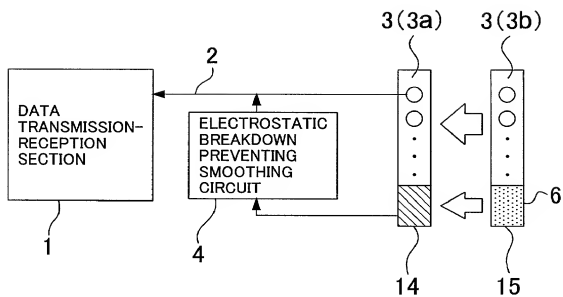 3(3a)
3(3b)
2
DATA
TRANSMISSION-
RECEPTION
SECTION
ELECTROSTATIC
BREAKDOWN
PREVENTING
SMOOTHING
CIRCUIT
6
1
4
14
15